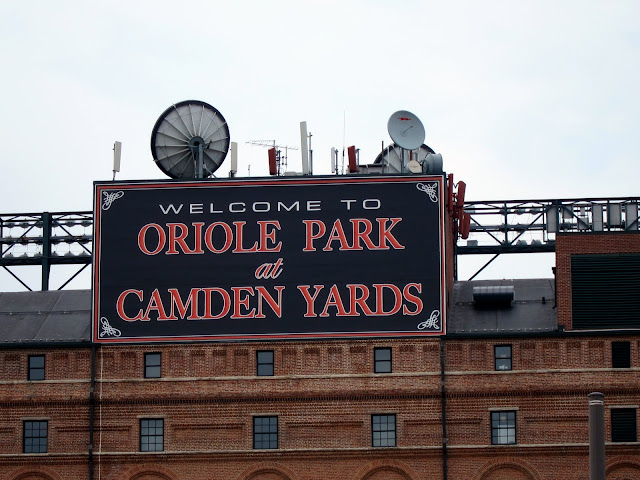 WELCOME TO
ORIOLE PARK
at
CAMDEN YARDS